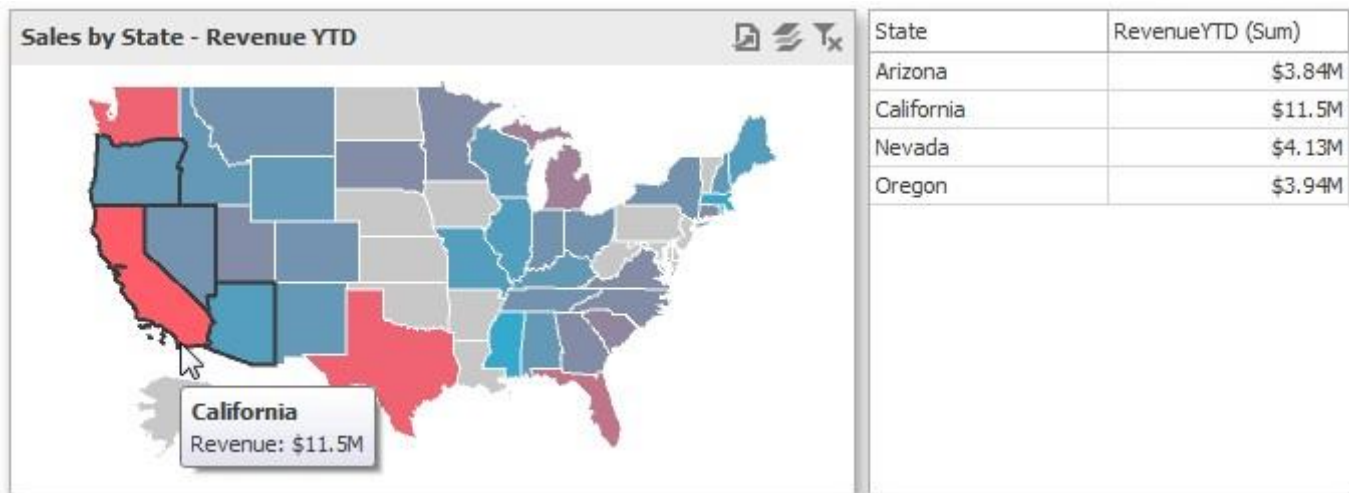 Sales by State - Revenue YTD
California
Revenue: $11.5M
State RevenueYTD (Sum)
Arizona $3.84M
California $11.5M
Nevada $4.13M
Oregon $3.94M